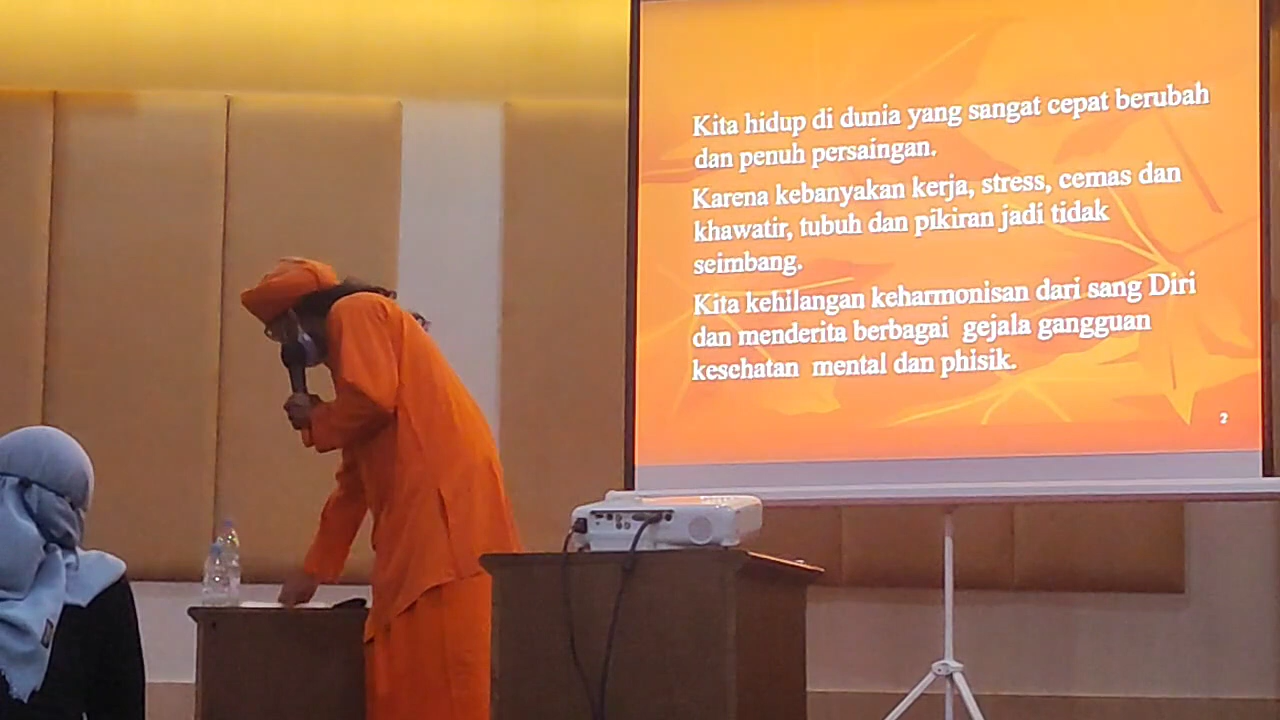 Kita hidup di dunia yang sangat cepat berubah
dan penuh persaingan.
Karena kebanyakan kerja, stress, cemas dan
khawatir, tubuh dan pikiran jadi tidak
seimbang.
Kita kehilangan keharmonisan dari sang Diri
dan menderita berbagai gejala gangguan
kesehatan mental dan phisik.
2